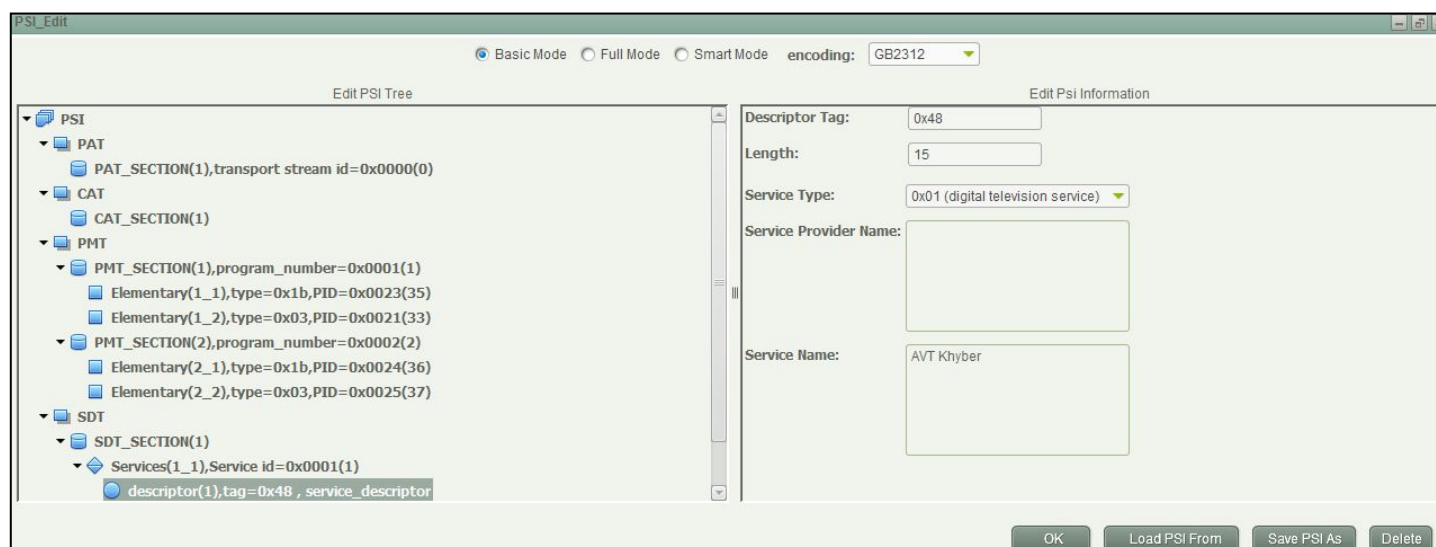 PSI_Edit
Basic Mode Full Mode Smart Mode encoding: GB2312
Edit PSI Tree
PSI
PAT
PAT_SECTION(1),transport stream id=0x0000(0)
CAT
CAT_SECTION(1)
PMT
PMT_SECTION(1),program_number=0x0001(1)
Elementary(1_1),type=0x1b,PID=0x0023(35)
Elementary(1_2),type=0x03,PID=0x0021(33)
PMT_SECTION(2),program_number=0x0002(2)
Elementary(2_1),type=0x1b,PID=0x0024(36)
Elementary(2_2),type=0x03,PID=0x0025(37)
SDT
SDT_SECTION(1)
Services(1_1),Service id=0x0001(1)
descriptor(1),tag=0x48 , service_descriptor
Edit Psi Information
Descriptor Tag: 0x48
Length: 15
Service Type: 0x01 (digital television service)
Service Provider Name:
Service Name: AVT Khyber
OK Load PSI From Save PSI As Delete